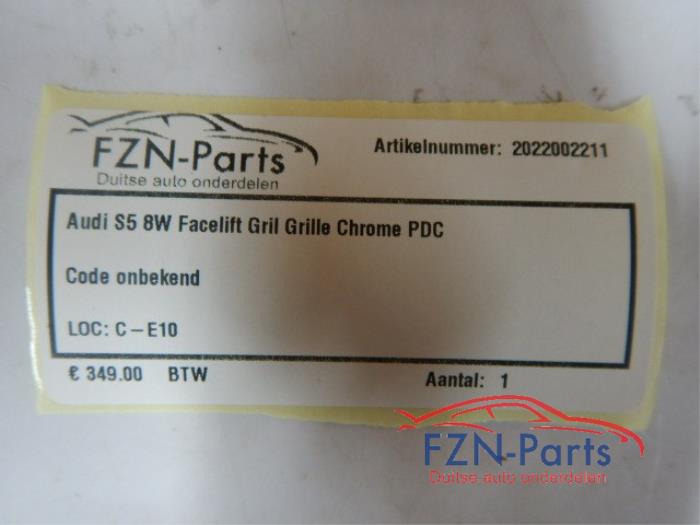 FZN-Parts
Duitse auto onderdelen
Artikelnummer: 2022002211
Audi S5 8W Facelift Gril Grille Chrome PDC
Code onbekend
LOC: C-E10
€ 349.00 BTW
Aantal: 1
FZN-Parts
Duitse auto onderdelen